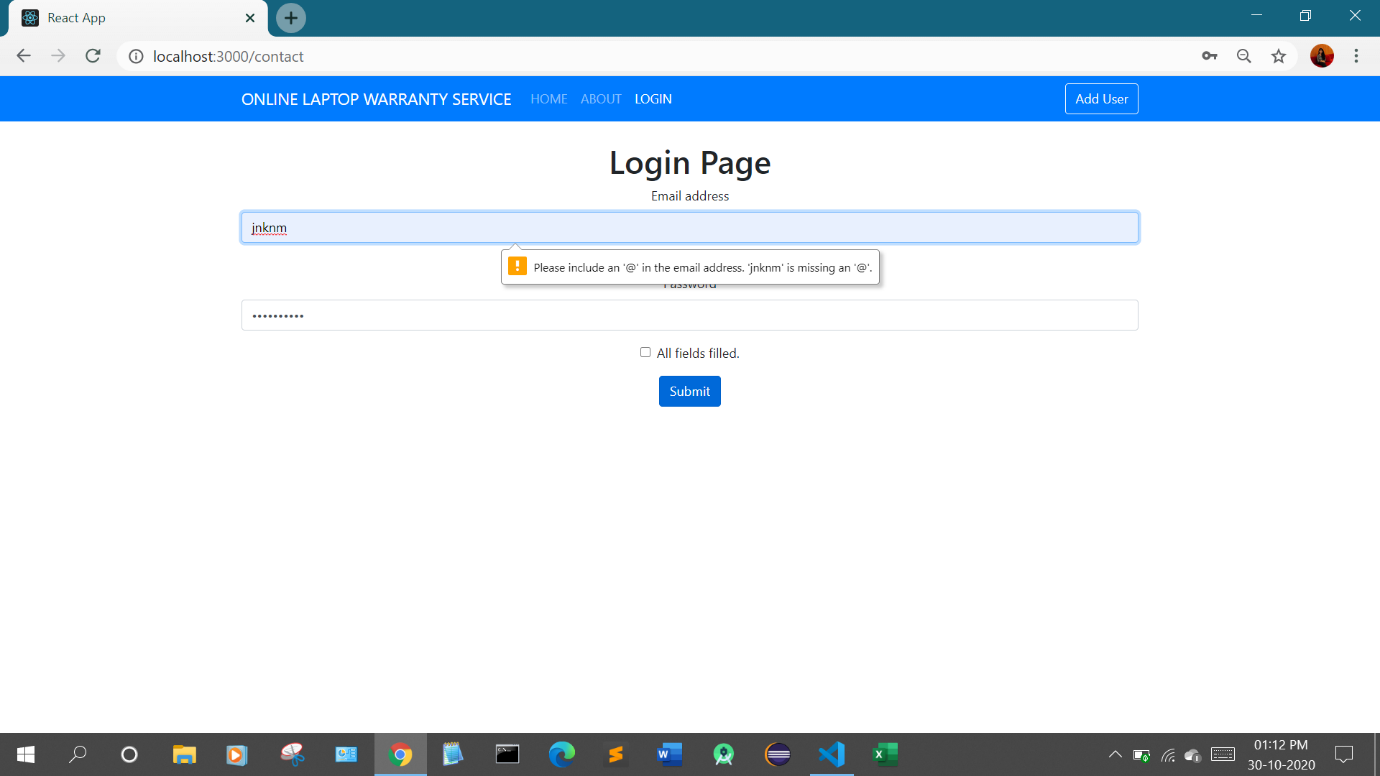 React App
localhost:3000/contact
ONLINE LAPTOP WARRANTY SERVICE HOME ABOUT LOGIN Add User
Login Page
Email address
jnknm
Please include an '@' in the email address. 'jnknm' is missing an '@'.
Password
••••••••••
All fields filled.
Submit
01:12 PM
30-10-2020